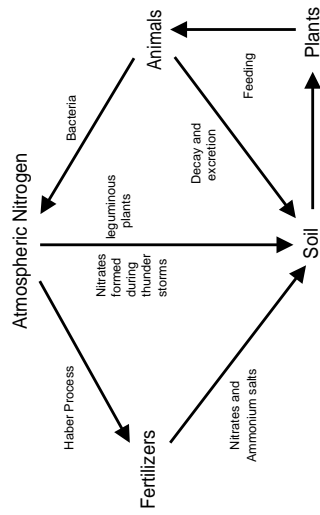 Atmospheric Nitrogen
Haber Process
Nitrates
formed
during
thunder
storms
leguminous
plants
Bacteria
Fertilizers
Animals
Nitrates and
Ammonium salts
Decay and
excretion
Feeding
Soil
Plants